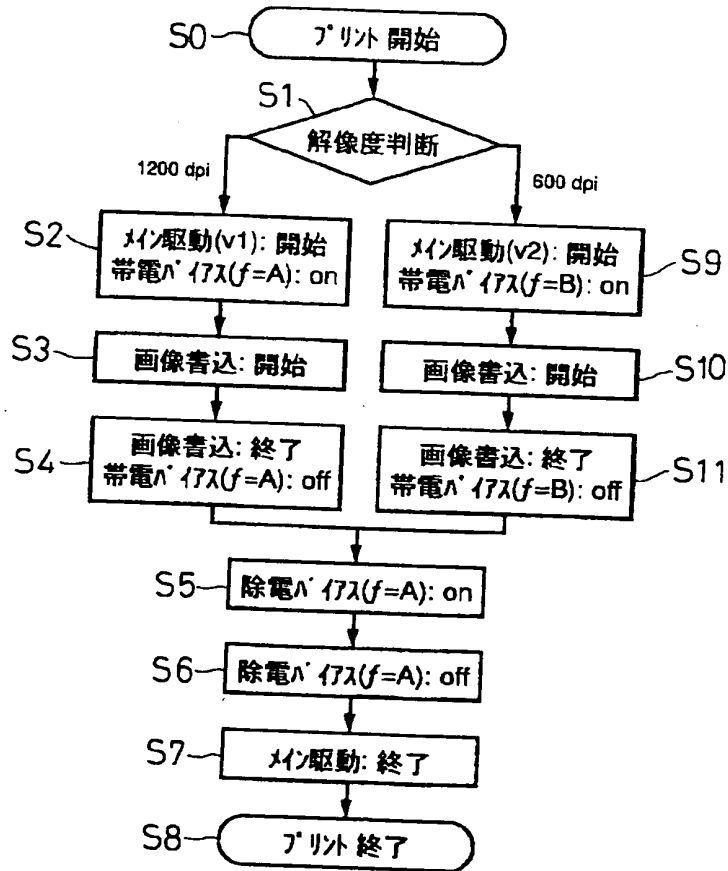 S0
プリント 開始
S1
解像度判断
1200 dpi
600 dpi
S2
メイン駆動(v1): 開始
帯電バイアス(f=A): on
メイン駆動(v2): 開始
帯電バイアス(f=B): on
S9
S3
画像書込: 開始
画像書込: 開始
S10
S4
画像書込: 終了
帯電バイアス(f=A): off
画像書込: 終了
帯電バイアス(f=B): off
S11
S5
除電バイアス(f=A): on
S6
除電バイアス(f=A): off
S7
メイン駆動: 終了
S8
プリント 終了